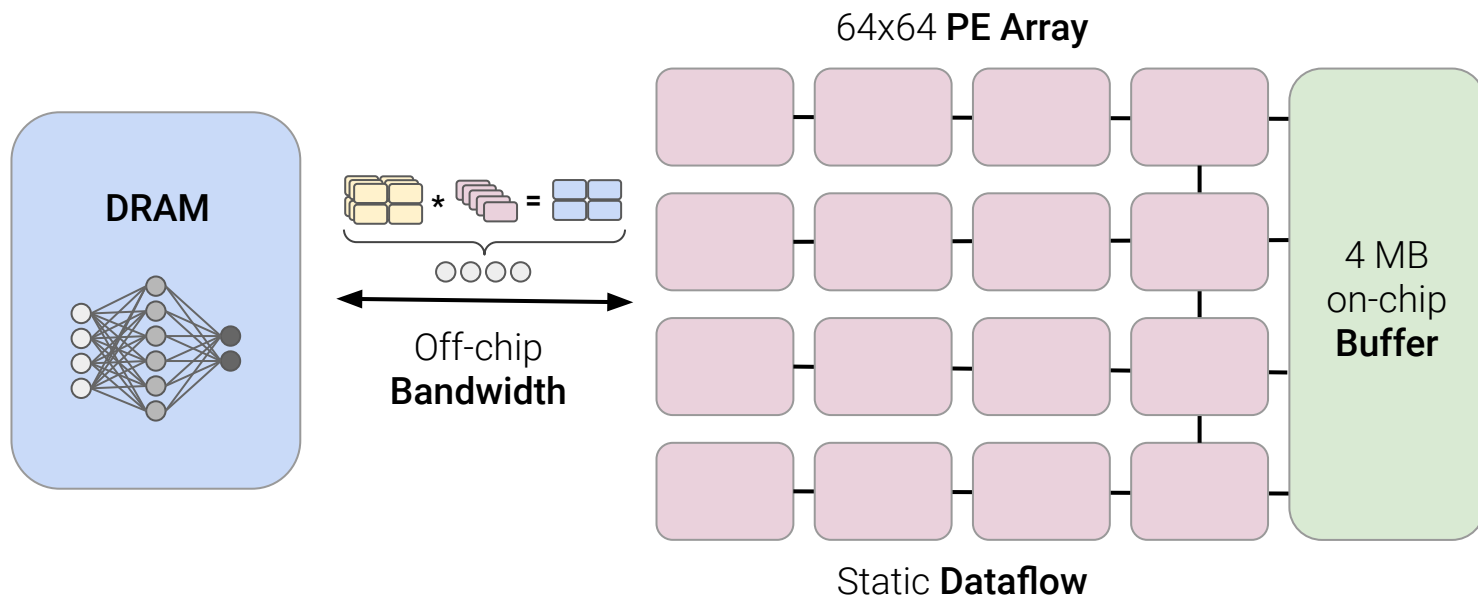 64x64 PE Array
DRAM
* =
Off-chip
Bandwidth
4 MB
on-chip
Buffer
Static Dataflow